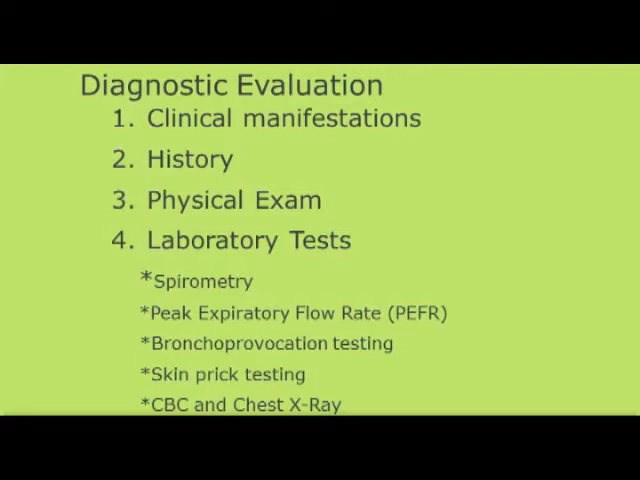 Diagnostic Evaluation
1. Clinical manifestations
2. History
3. Physical Exam
4. Laboratory Tests
*Spirometry
*Peak Expiratory Flow Rate (PEFR)
*Bronchoprovocation testing
*Skin prick testing
*CBC and Chest X-Ray